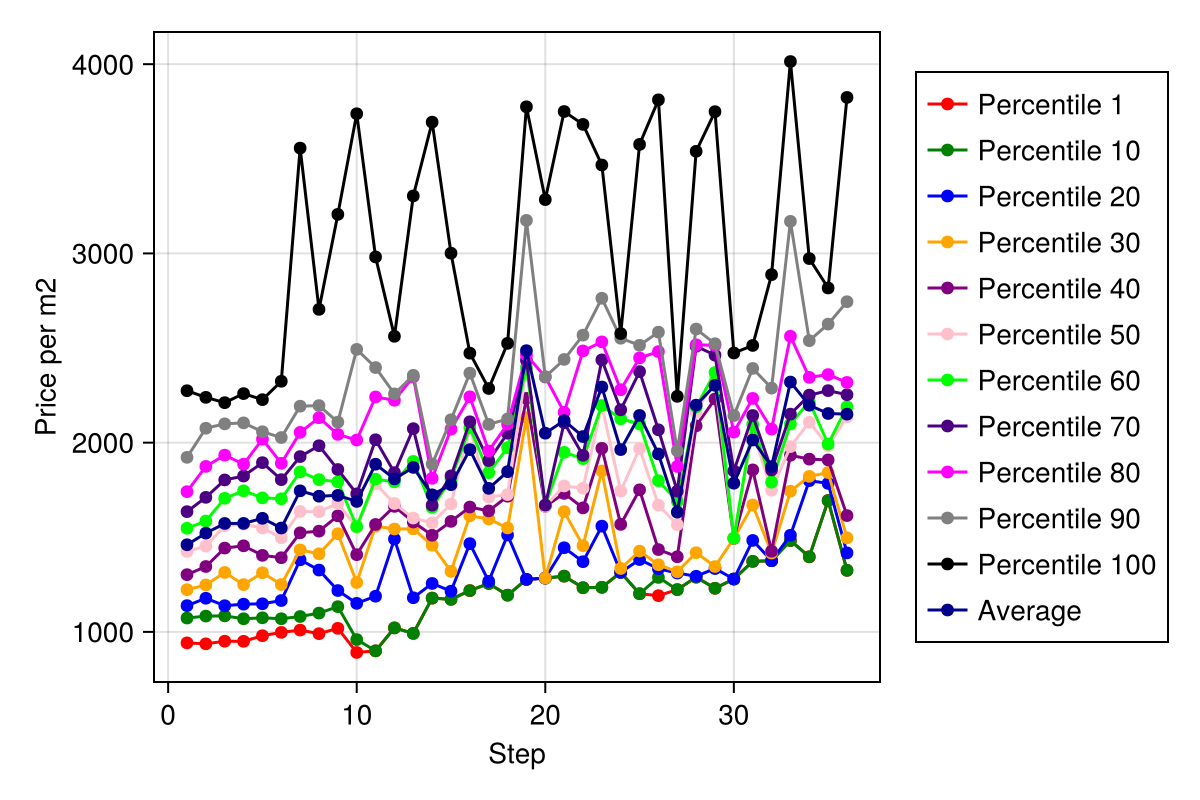 4000
3000
2000
1000
Price per m2
0 10 20 30
Step
Percentile 1
Percentile 10
Percentile 20
Percentile 30
Percentile 40
Percentile 50
Percentile 60
Percentile 70
Percentile 80
Percentile 90
Percentile 100
Average